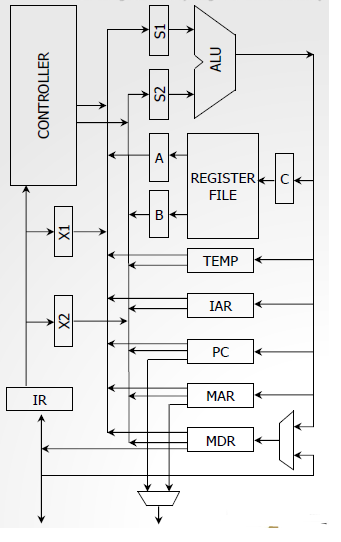 CONTROLLER
S1
S2
ALU
A
B
REGISTER
FILE
C
X1
X2
TEMP
IAR
PC
MAR
MDR
IR